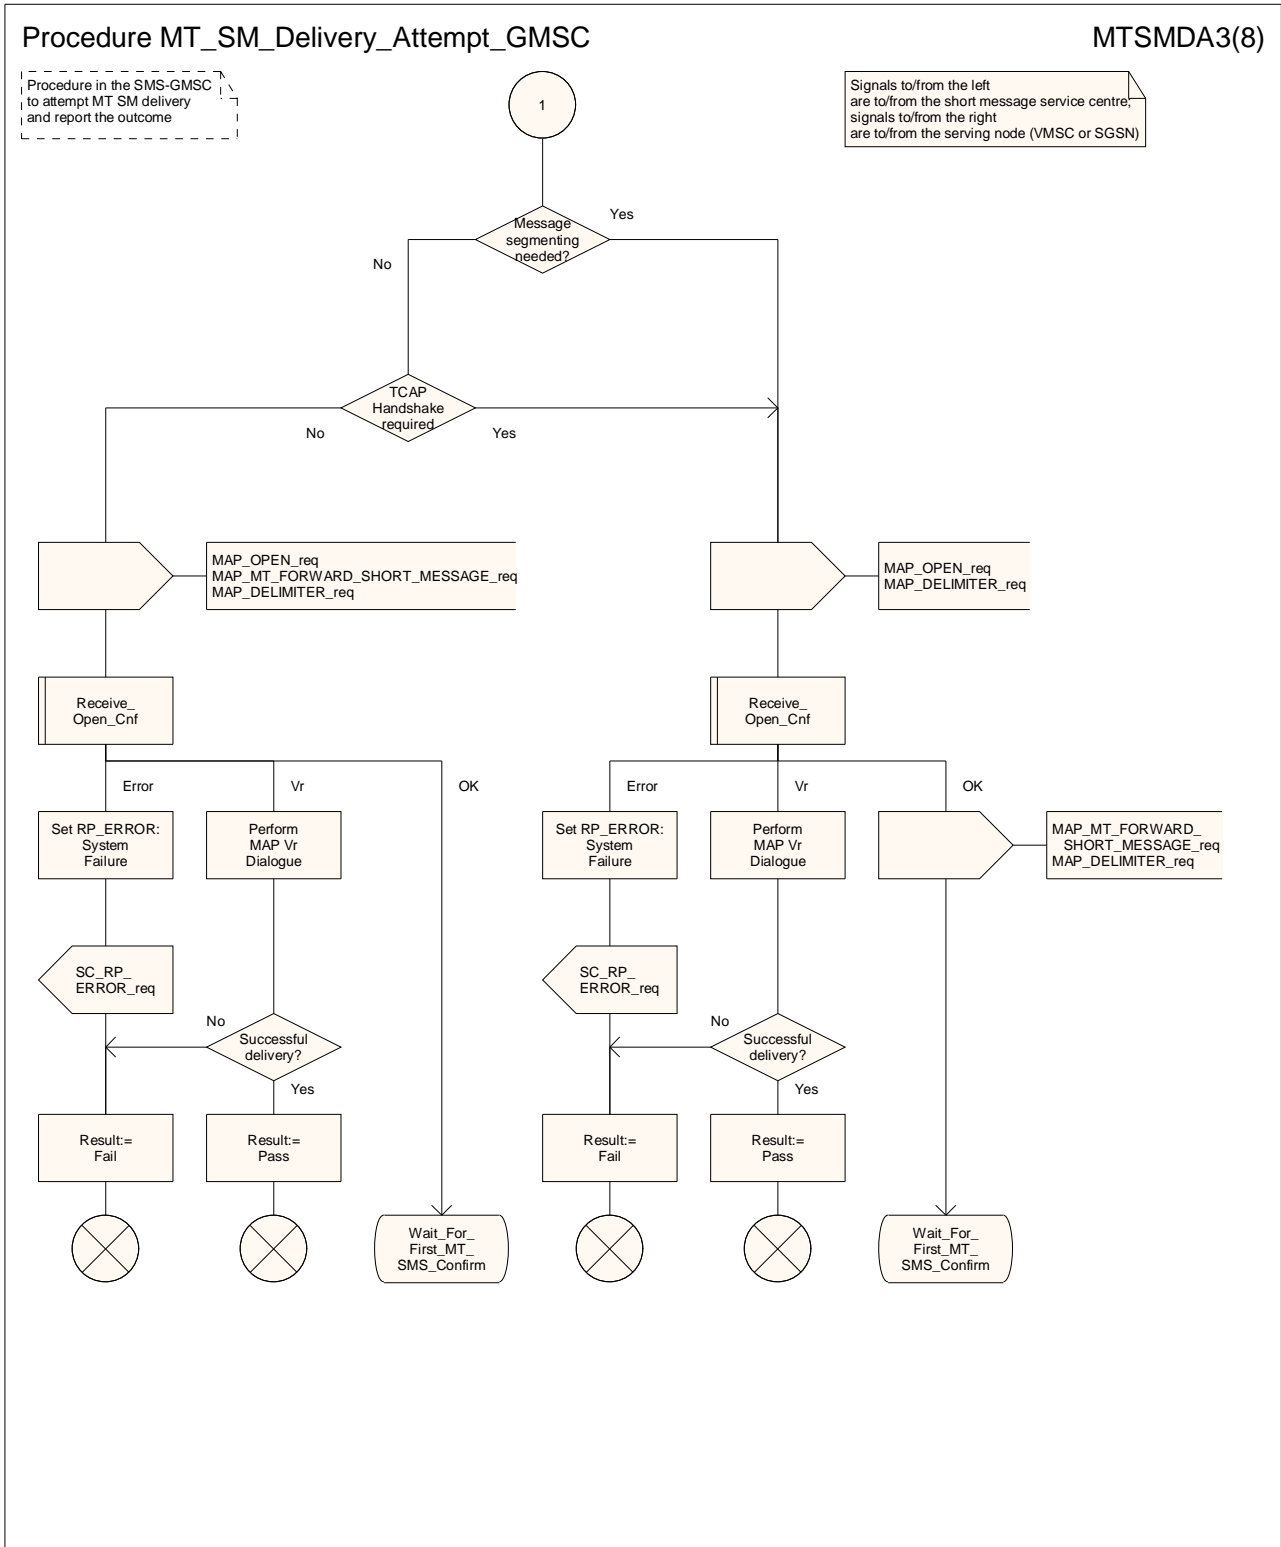 Procedure MT_SM_Delivery_Attempt_GMSC
MTSMDA3(8)
Procedure in the SMS-GMSC
to attempt MT SM delivery
and report the outcome
1
Signals to/from the left
are to/from the short message service centre;
signals to/from the right
are to/from the serving node (VMSC or SGSN)
Message
segmenting
needed?
Yes
No
TCAP
Handshake
required
No
Yes
MAP_OPEN_req
MAP_MT_FORWARD_SHORT_MESSAGE_req
MAP_DELIMITER_req
MAP_OPEN_req
MAP_DELIMITER_req
Receive_
Open_Cnf
Receive_
Open_Cnf
Error
Vr
OK
Error
Vr
OK
Set RP_ERROR:
System
Failure
Perform
MAP Vr
Dialogue
Set RP_ERROR:
System
Failure
Perform
MAP Vr
Dialogue
MAP_MT_FORWARD_
SHORT_MESSAGE_req
MAP_DELIMITER_req
SC_RP_
ERROR_req
SC_RP_
ERROR_req
No
Successful
delivery?
Yes
No
Successful
delivery?
Yes
Result:=
Fail
Result:=
Pass
Result:=
Fail
Result:=
Pass
Wait_For_
First_MT_
SMS_Confirm
Wait_For_
First_MT_
SMS_Confirm